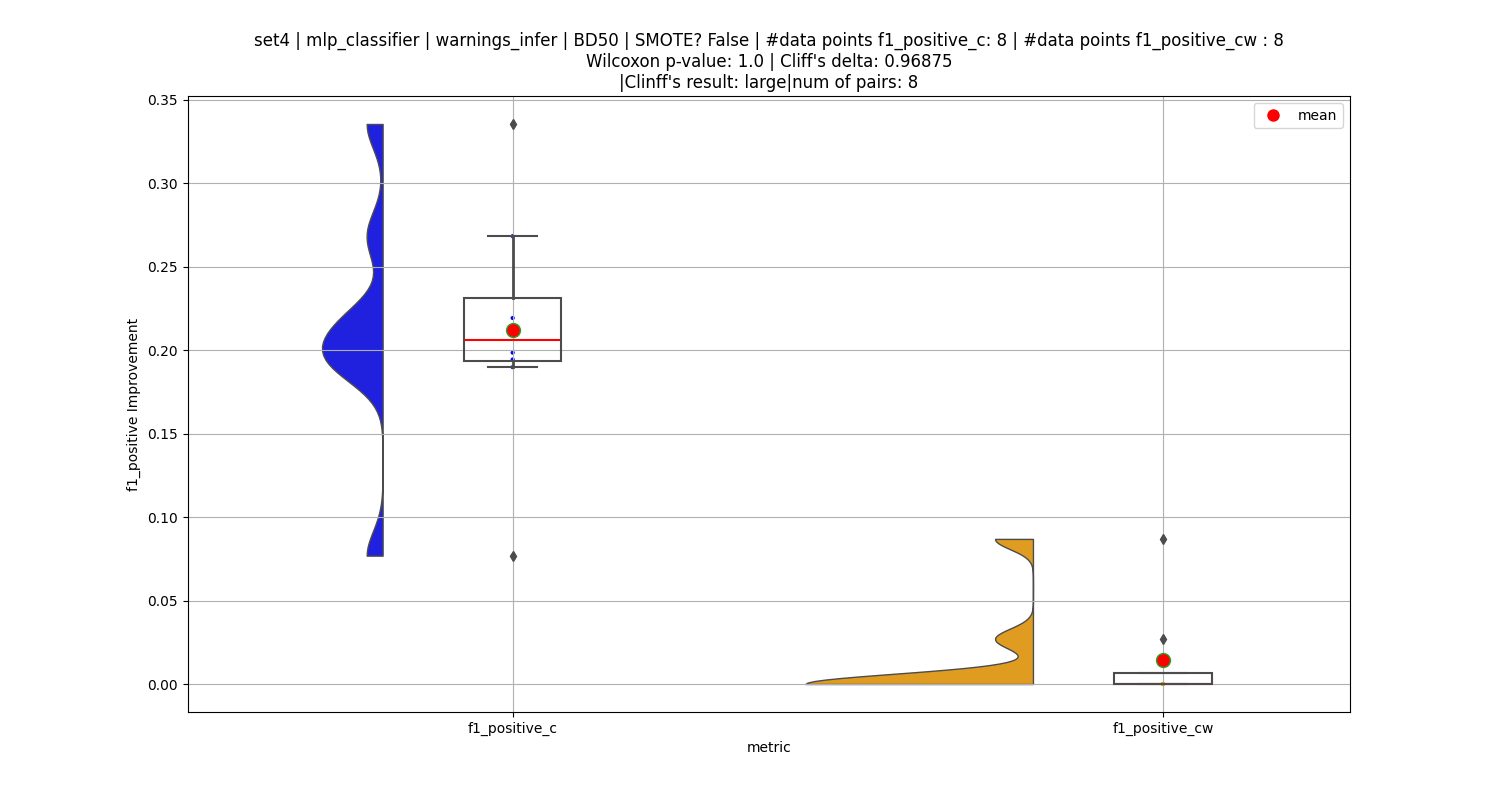 set4 | mlp_classifier | warnings_infer | BD50 | SMOTE? False | #data points f1_positive_c: 8 | #data points f1_positive_cw : 8
Wilcoxon p-value: 1.0 | Cliff's delta: 0.96875
|Clinff's result: large|num of pairs: 8
mean
0.35
0.30
0.25
0.20
0.15
0.10
0.05
0.00
f1_positive Improvement
f1_positive_c
f1_positive_cw
metric